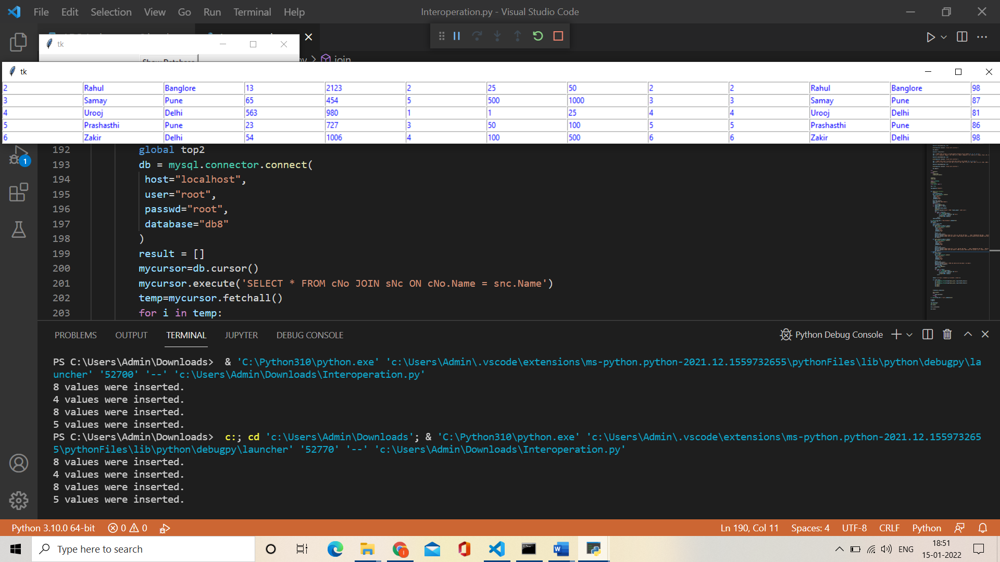 File Edit Selection View Go Run Terminal Help
Interoperation.py - Visual Studio Code
tk
Show Database
join
tk
2 Rahul Banglore 13 2123 2 25 50 2 2 Rahul Banglore 98
3 Samay Pune 65 454 5 500 1000 3 3 Samay Pune 87
4 Urooj Delhi 563 980 1 1 25 4 4 Urooj Delhi 81
5 Prashasthi Pune 23 727 3 50 100 5 5 Prashasthi Pune 86
6 Zakir Delhi 54 1006 4 100 500 6 6 Zakir Delhi 98
1
192 global top2
193 db = mysql.connector.connect(
194 host="localhost",
195 user="root",
196 passwd="root",
197 database="db8"
198 )
199 result = []
200 mycursor=db.cursor()
201 mycursor.execute('SELECT * FROM cNo JOIN sNc ON cNo.Name = snc.Name')
202 temp=mycursor.fetchall()
203 for i in temp:
PROBLEMS OUTPUT TERMINAL JUPYTER DEBUG CONSOLE
Python Debug Console
PS C:\Users\Admin\Downloads> & 'C:\Python310\python.exe' 'c:\Users\Admin\.vscode\extensions\ms-python.python-2021.12.1559732655\pythonFiles\lib\python\debugpy\la
uncher' '52700' '--' 'c:\Users\Admin\Downloads\Interoperation.py'
8 values were inserted.
4 values were inserted.
8 values were inserted.
5 values were inserted.
PS C:\Users\Admin\Downloads> c:; cd 'c:\Users\Admin\Downloads'; & 'C:\Python310\python.exe' 'c:\Users\Admin\.vscode\extensions\ms-python.python-2021.12.155973265
5\pythonFiles\lib\python\debugpy\launcher' '52770' '--' 'c:\Users\Admin\Downloads\Interoperation.py'
8 values were inserted.
4 values were inserted.
8 values were inserted.
5 values were inserted.
Python 3.10.0 64-bit 0 0
Ln 190, Col 11 Spaces: 4 UTF-8 CRLF Python
Type here to search
ENG
18:51
15-01-2022